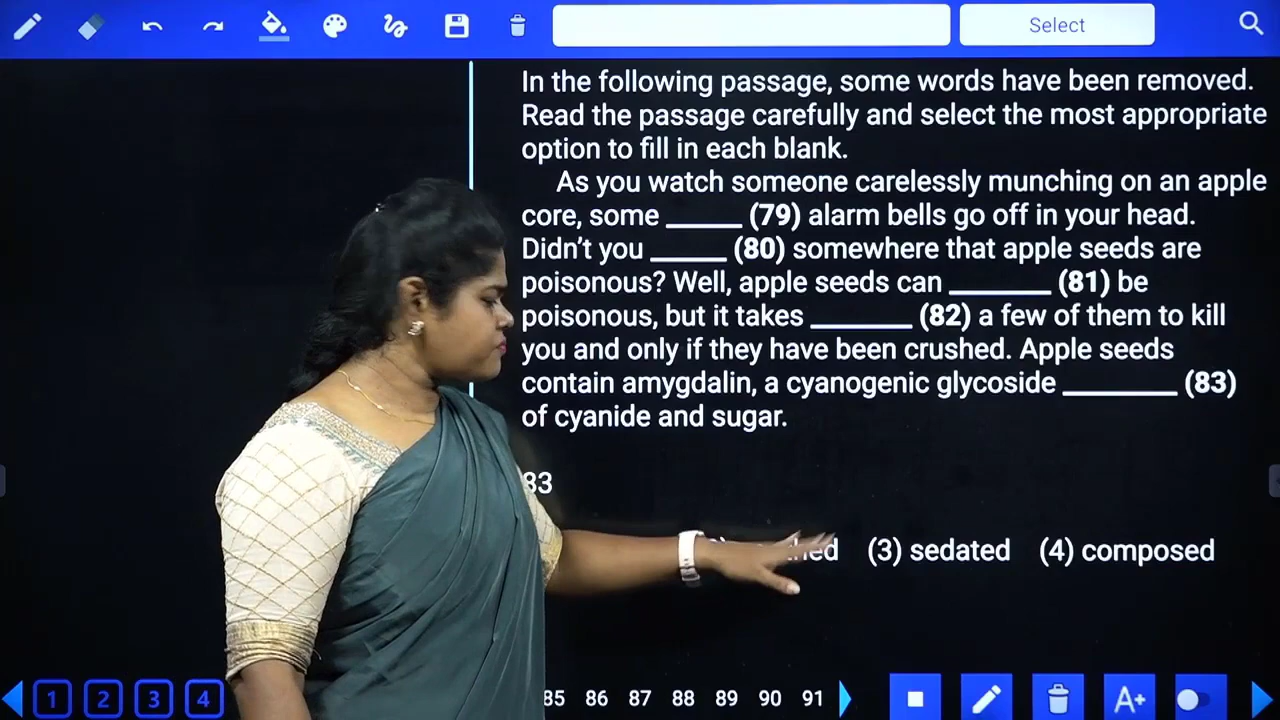 Select
In the following passage, some words have been removed.
Read the passage carefully and select the most appropriate
option to fill in each blank.
As you watch someone carelessly munching on an apple
core, some ______ (79) alarm bells go off in your head.
Didn’t you ______ (80) somewhere that apple seeds are
poisonous? Well, apple seeds can ________ (81) be
poisonous, but it takes ________ (82) a few of them to kill
you and only if they have been crushed. Apple seeds
contain amygdalin, a cyanogenic glycoside _________ (83)
of cyanide and sugar.
83
(3) sedated (4) composed
1 2 3 4 85 86 87 88 89 90 91 A+